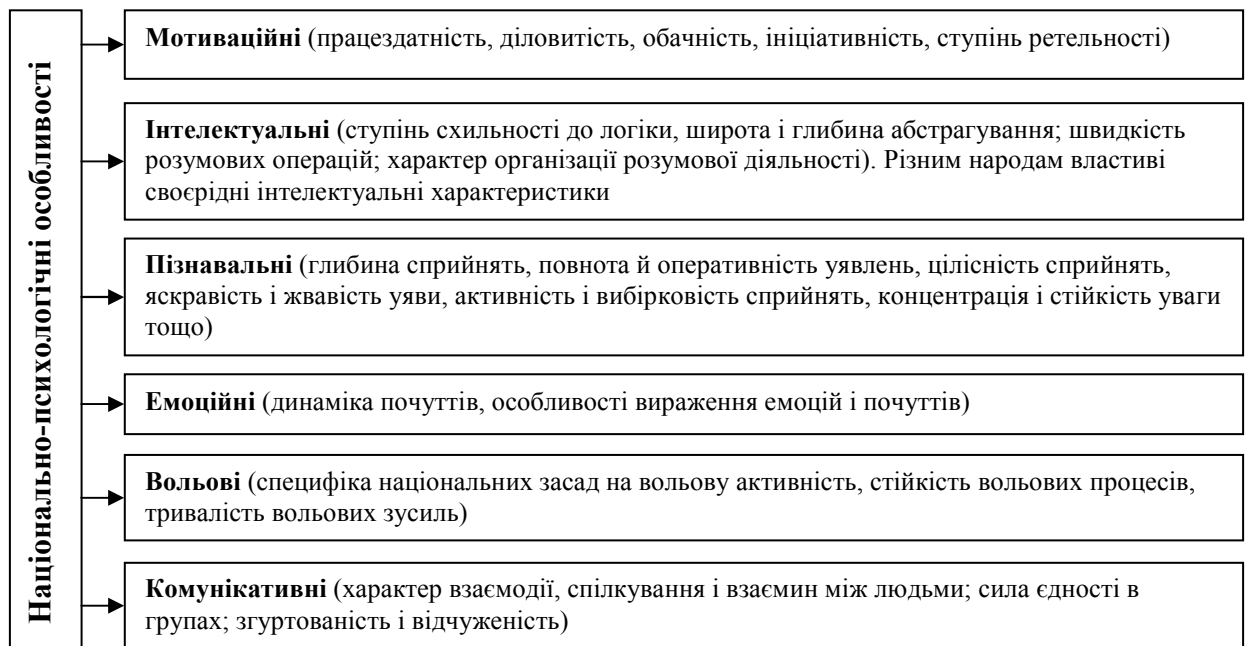 Національно-психологічні особливості
Мотиваційні (працездатність, діловитість, обачність, ініціативність, ступінь ретельності)
Інтелектуальні (ступінь схильності до логіки, широта і глибина абстрагування; швидкість
розумових операцій; характер організації розумової діяльності). Різним народам властиві
своєрідні інтелектуальні характеристики
Пізнавальні (глибина сприйнять, повнота й оперативність уявлень, цілісність сприйнять,
яскравість і жвавість уяви, активність і вибірковість сприйнять, концентрація і стійкість уваги
тощо)
Емоційні (динаміка почуттів, особливості вираження емоцій і почуттів)
Вольові (специфіка національних засад на вольову активність, стійкість вольових процесів,
тривалість вольових зусиль)
Комунікативні (характер взаємодії, спілкування і взаємин між людьми; сила єдності в
групах; згуртованість і відчуженість)